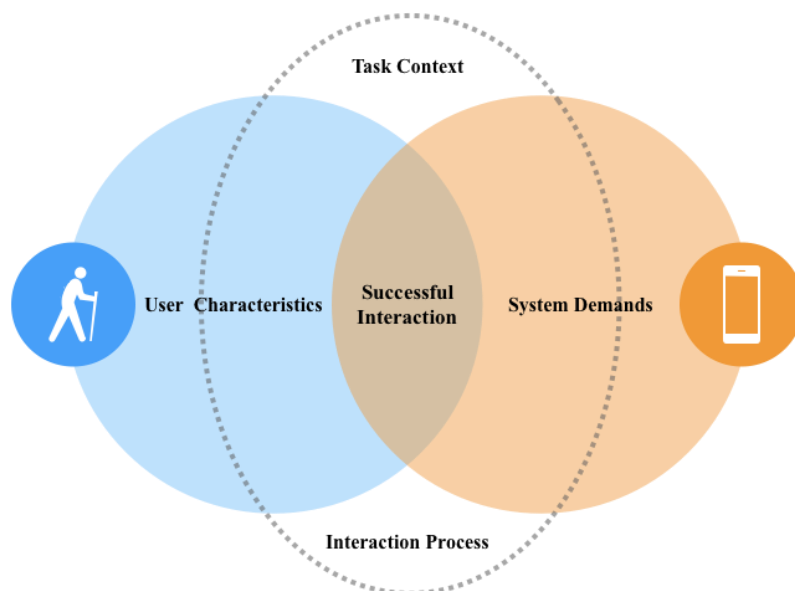 Task Context
User Characteristics
Successful
Interaction
System Demands
Interaction Process